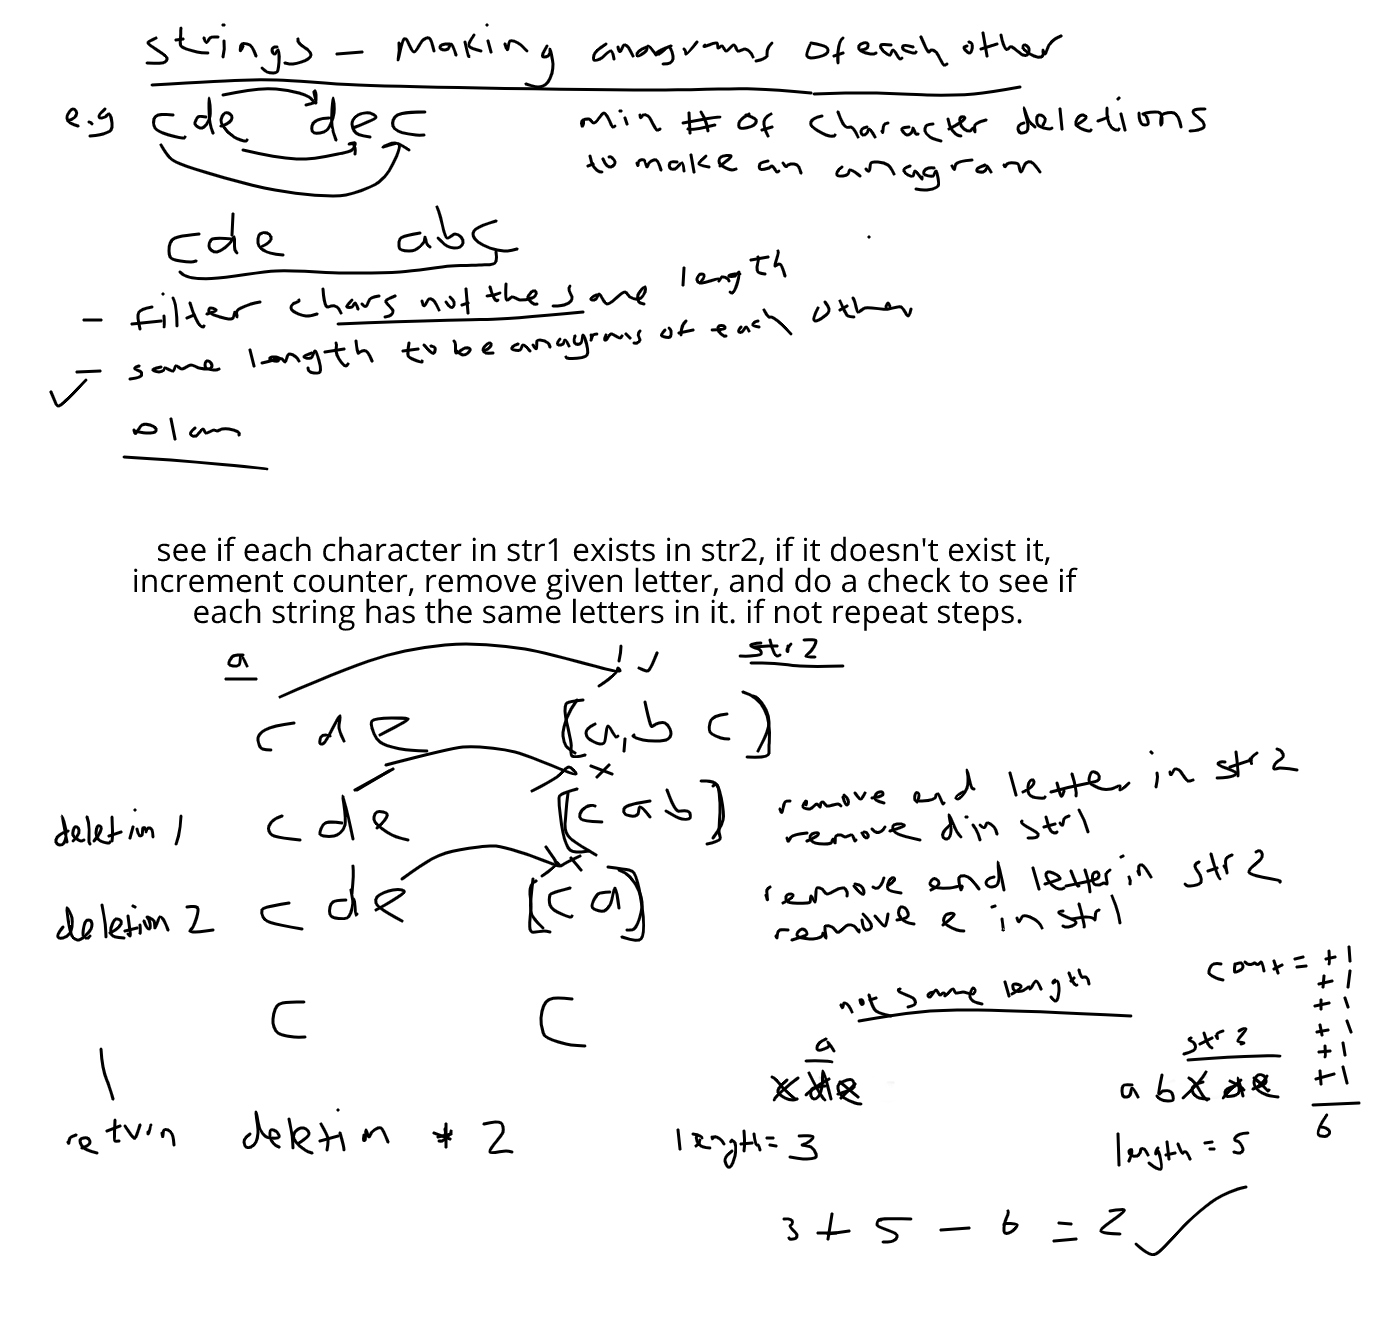 strings - making anagrams of each other
e.g cde dec
min # of character deletions
to make an anagram
cde abc
- filter chars not the same length
- same length to be anagrams of each other
plan
see if each character in str1 exists in str2, if it doesn't exist it,
increment counter, remove given letter, and do a check to see if
each string has the same letters in it. if not repeat steps.
a str2
c d e [a, b c]
remove end letter in str 2
deletion 1 c d e [c a b]
remove d in str1
remove end letter in str 2
deletion 2 c d e [c a]
remove e in str1
count = +1
+1
+1
+1
+1
+1
6
not same length
c c
a str2
cde abcde
return deletion * 2
length = 3 length = 5
3 + 5 - 6 = 2